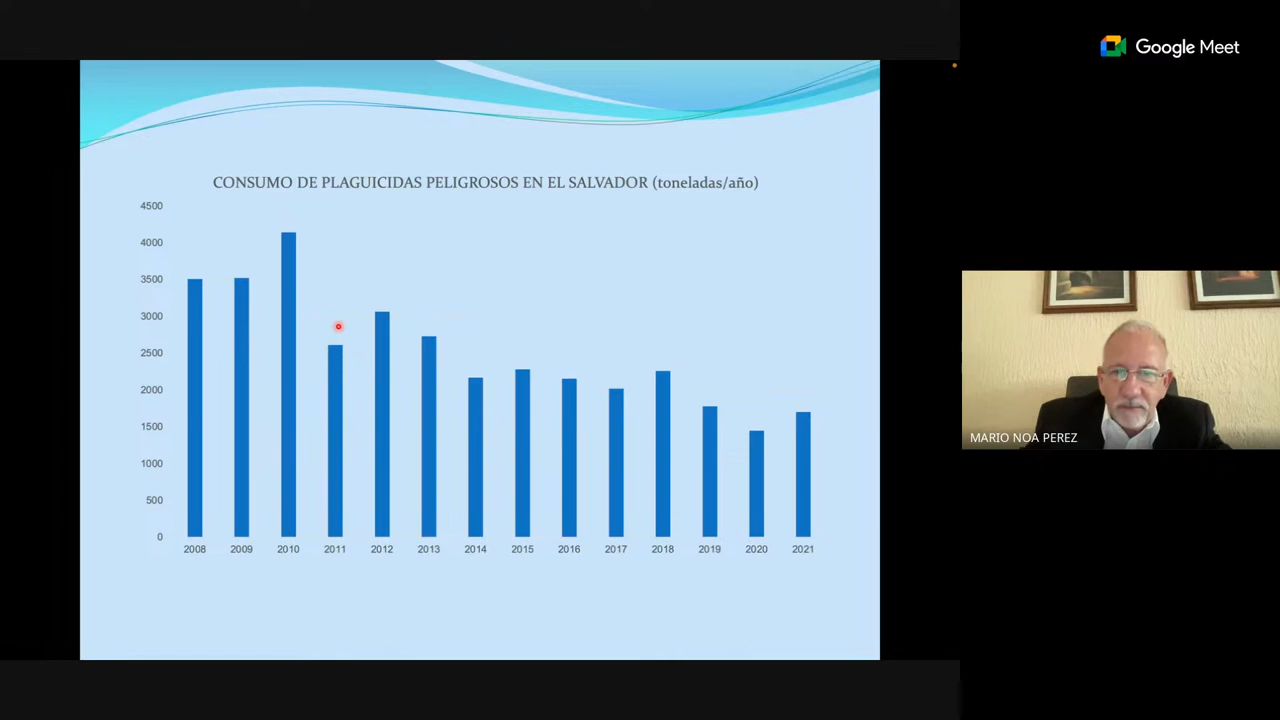 Google Meet
CONSUMO DE PLAGUICIDAS PELIGROSOS EN EL SALVADOR (toneladas/año)
4500
4000
3500
3000
2500
2000
1500
1000
500
0
2008 2009 2010 2011 2012 2013 2014 2015 2016 2017 2018 2019 2020 2021
MARIO NOA PEREZ